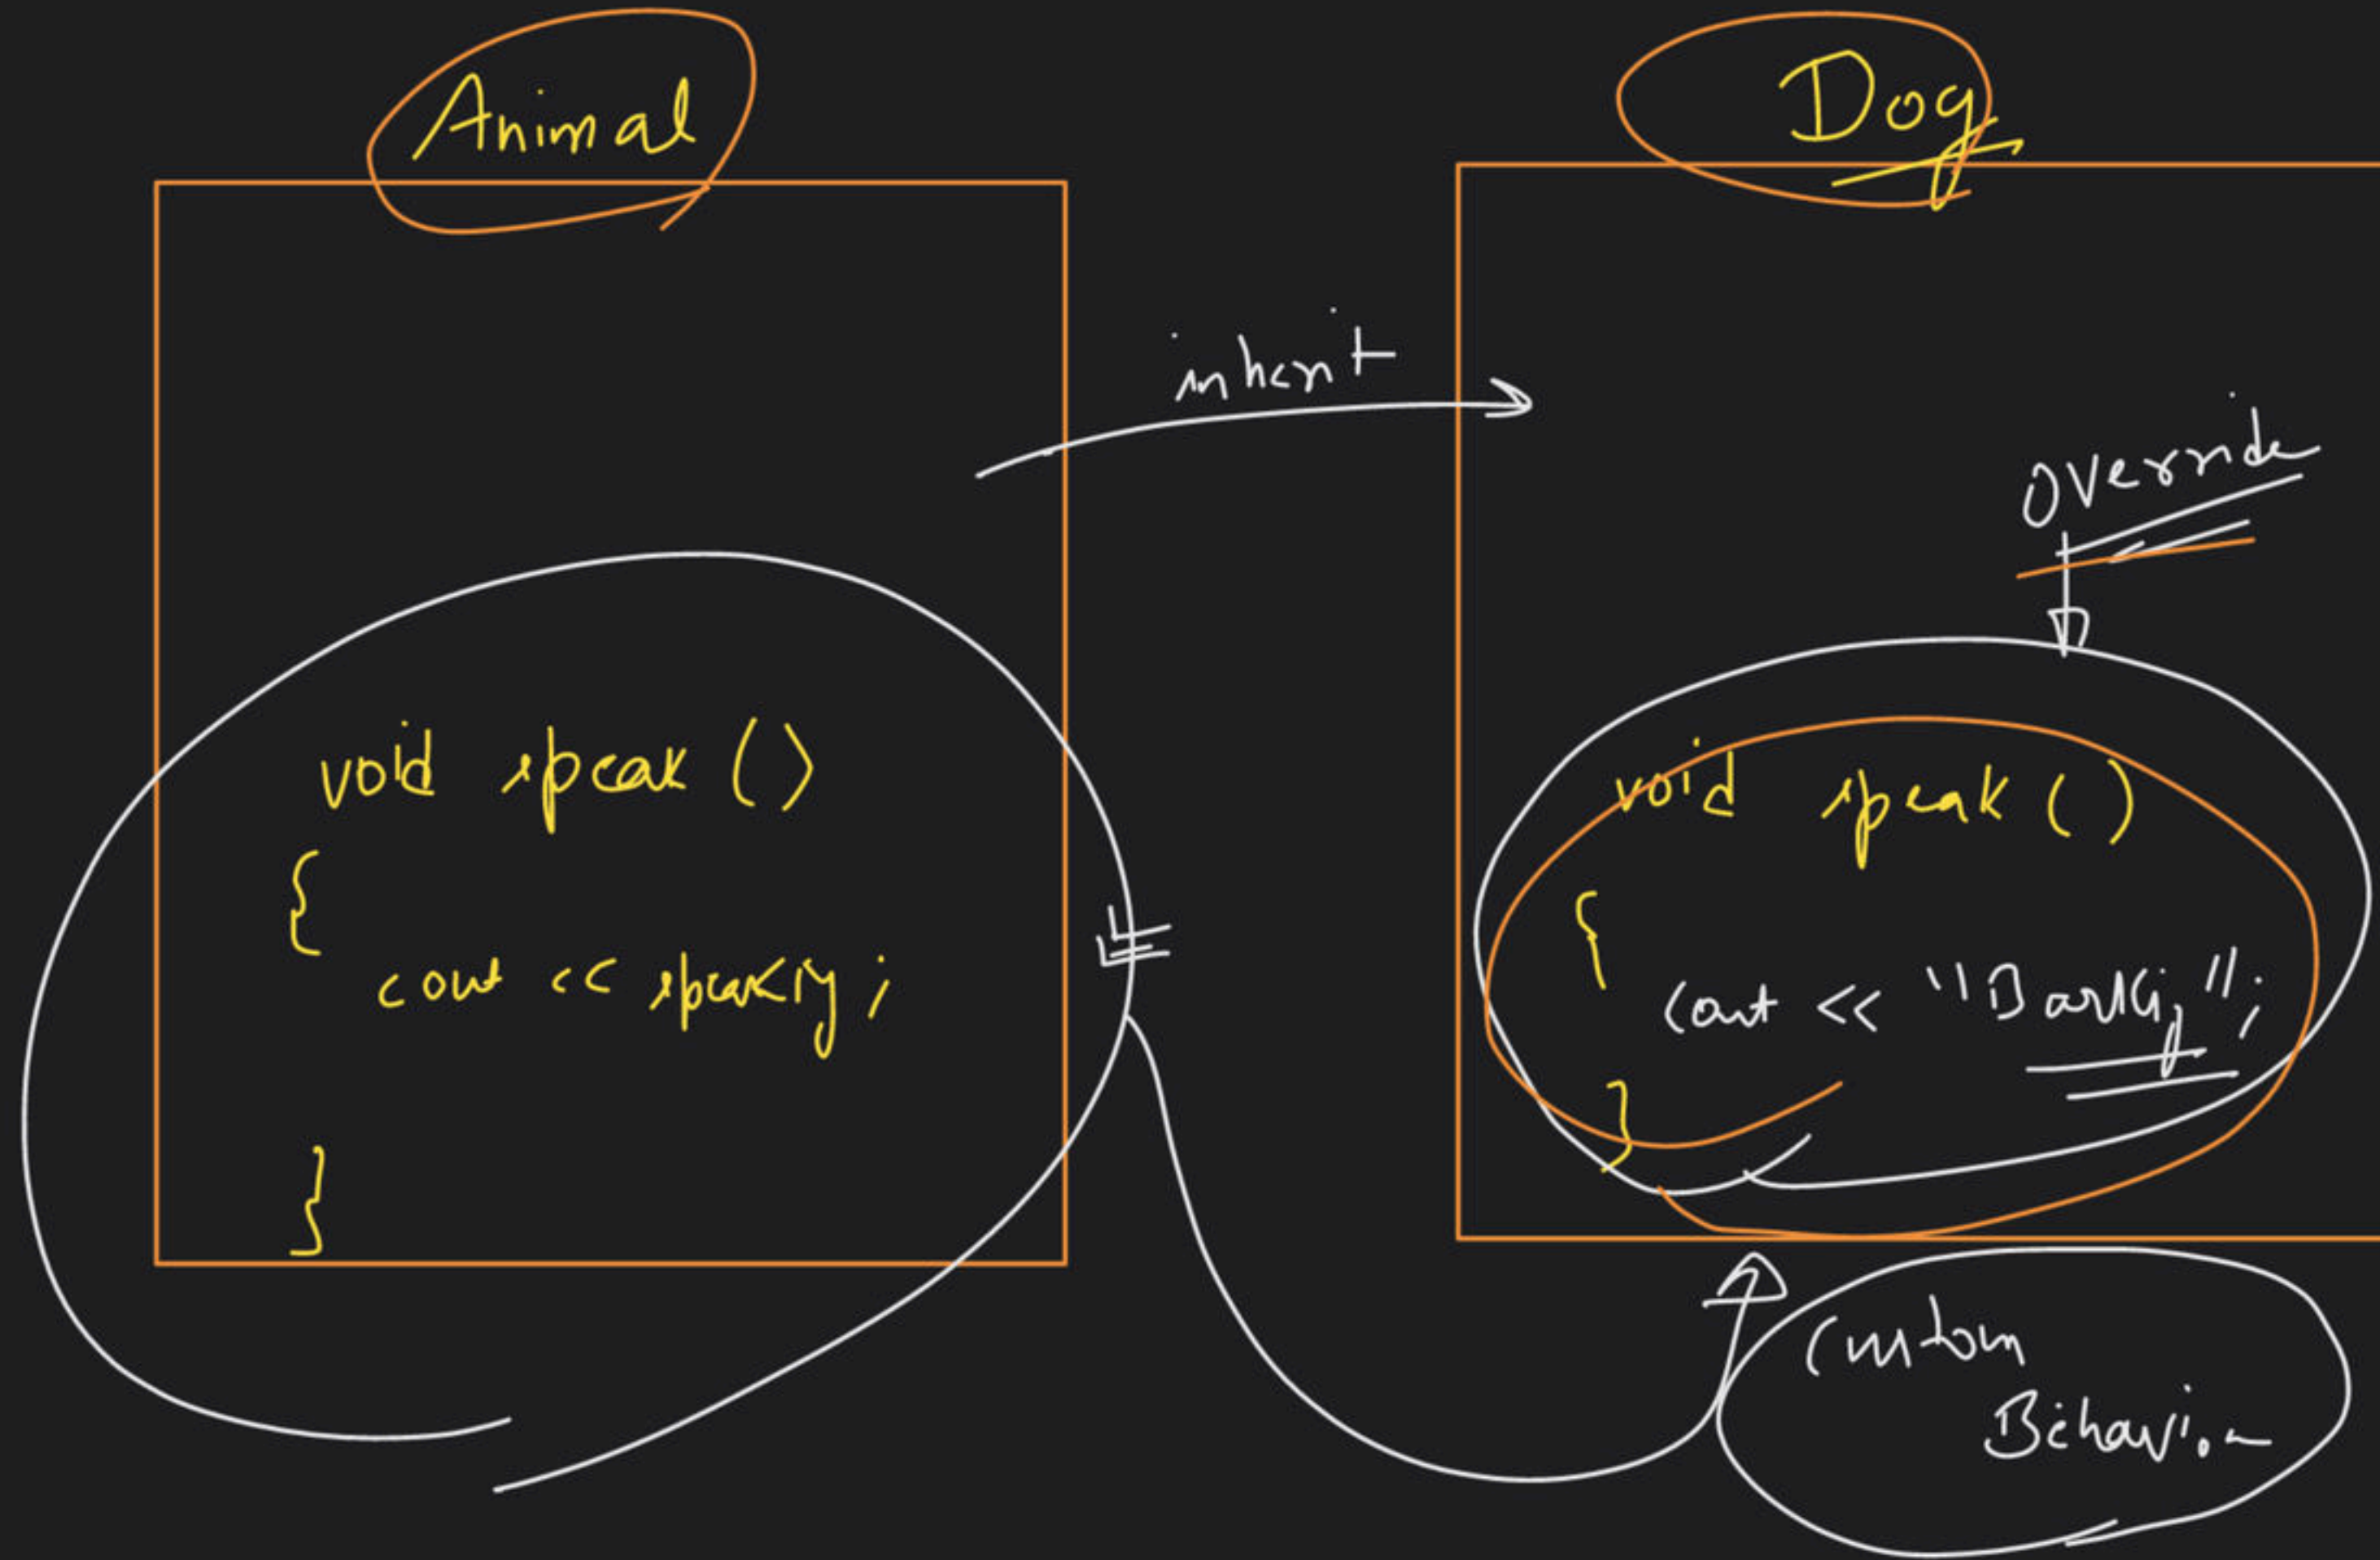 Animal
void speak ()
{
cout << speaking ;
}
inherit
Dog
override
void speak ()
{
cout << "Barking" ;
}
Custom
Behavior